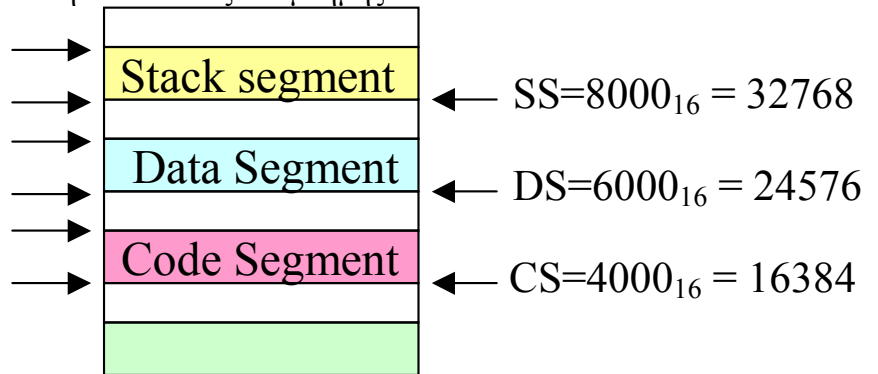 Stack segment
SS=8000₁₆ = 32768
Data Segment
DS=6000₁₆ = 24576
Code Segment
CS=4000₁₆ = 16384